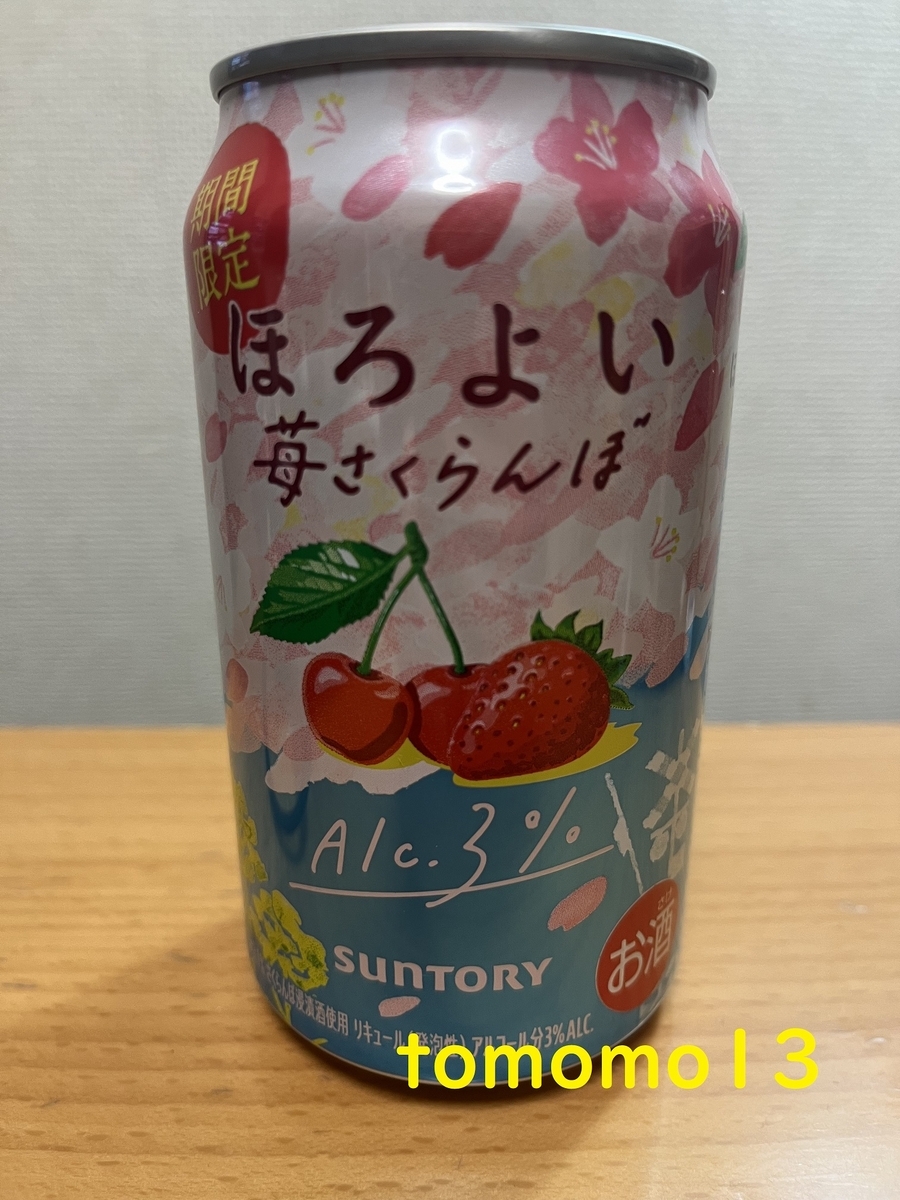 期間
限定
ほろよい
苺さくらんぼ
Alc.3%
SUNTORY
お酒
さくらんぼ浸漬酒使用 リキュール(発泡性) アルコール分3%ALC.
tomomo13